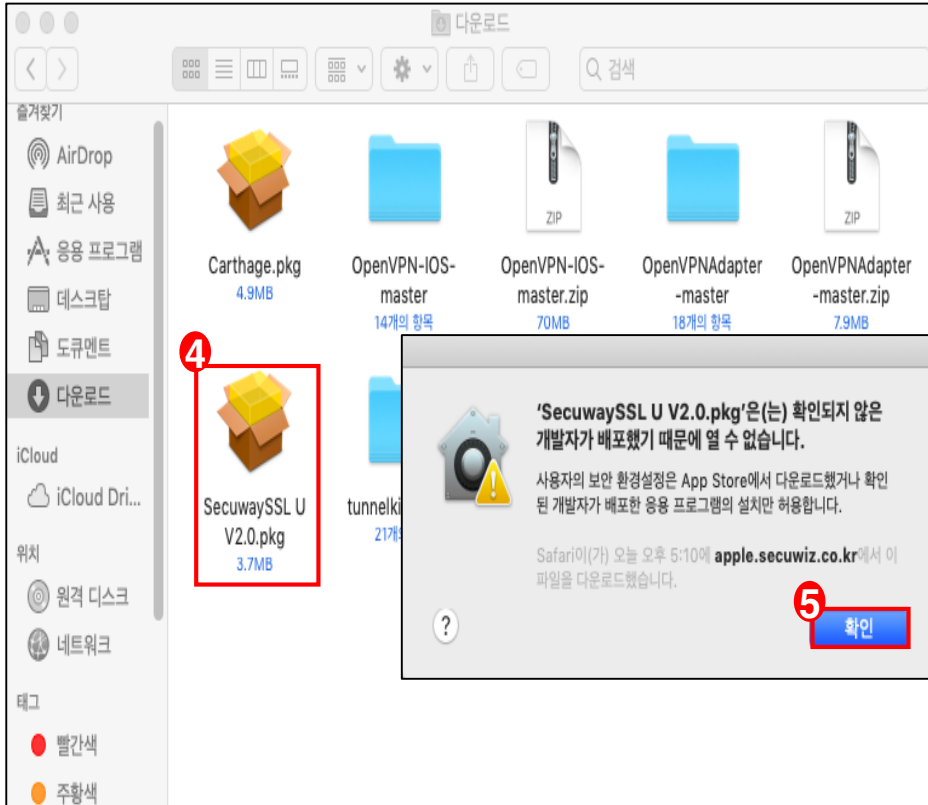 다운로드
검색
즐겨찾기
AirDrop
최근 사용
응용 프로그램
데스크탑
도큐멘트
다운로드
iCloud
iCloud Dri...
위치
원격 디스크
네트워크
태그
빨간색
주황색
Carthage.pkg
4.9MB
OpenVPN-IOS-
master
14개의 항목
ZIP
OpenVPN-IOS-
master.zip
70MB
OpenVPNAdapter
-master
18개의 항목
ZIP
OpenVPNAdapter
-master.zip
7.9MB
4
SecuwaySSL U
V2.0.pkg
3.7MB
tunnelki
21개
'SecuwaySSL U V2.0.pkg'은(는) 확인되지 않은
개발자가 배포했기 때문에 열 수 없습니다.
사용자의 보안 환경설정은 App Store에서 다운로드했거나 확인
된 개발자가 배포한 응용 프로그램의 설치만 허용합니다.
Safari이(가) 오늘 오후 5:10에 apple.secuwiz.co.kr에서 이
파일을 다운로드했습니다.
?
5
확인